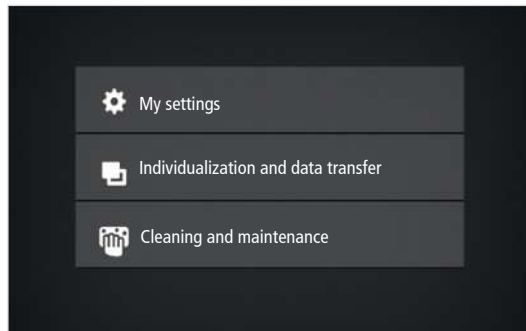 My settings
Individualization and data transfer
Cleaning and maintenance